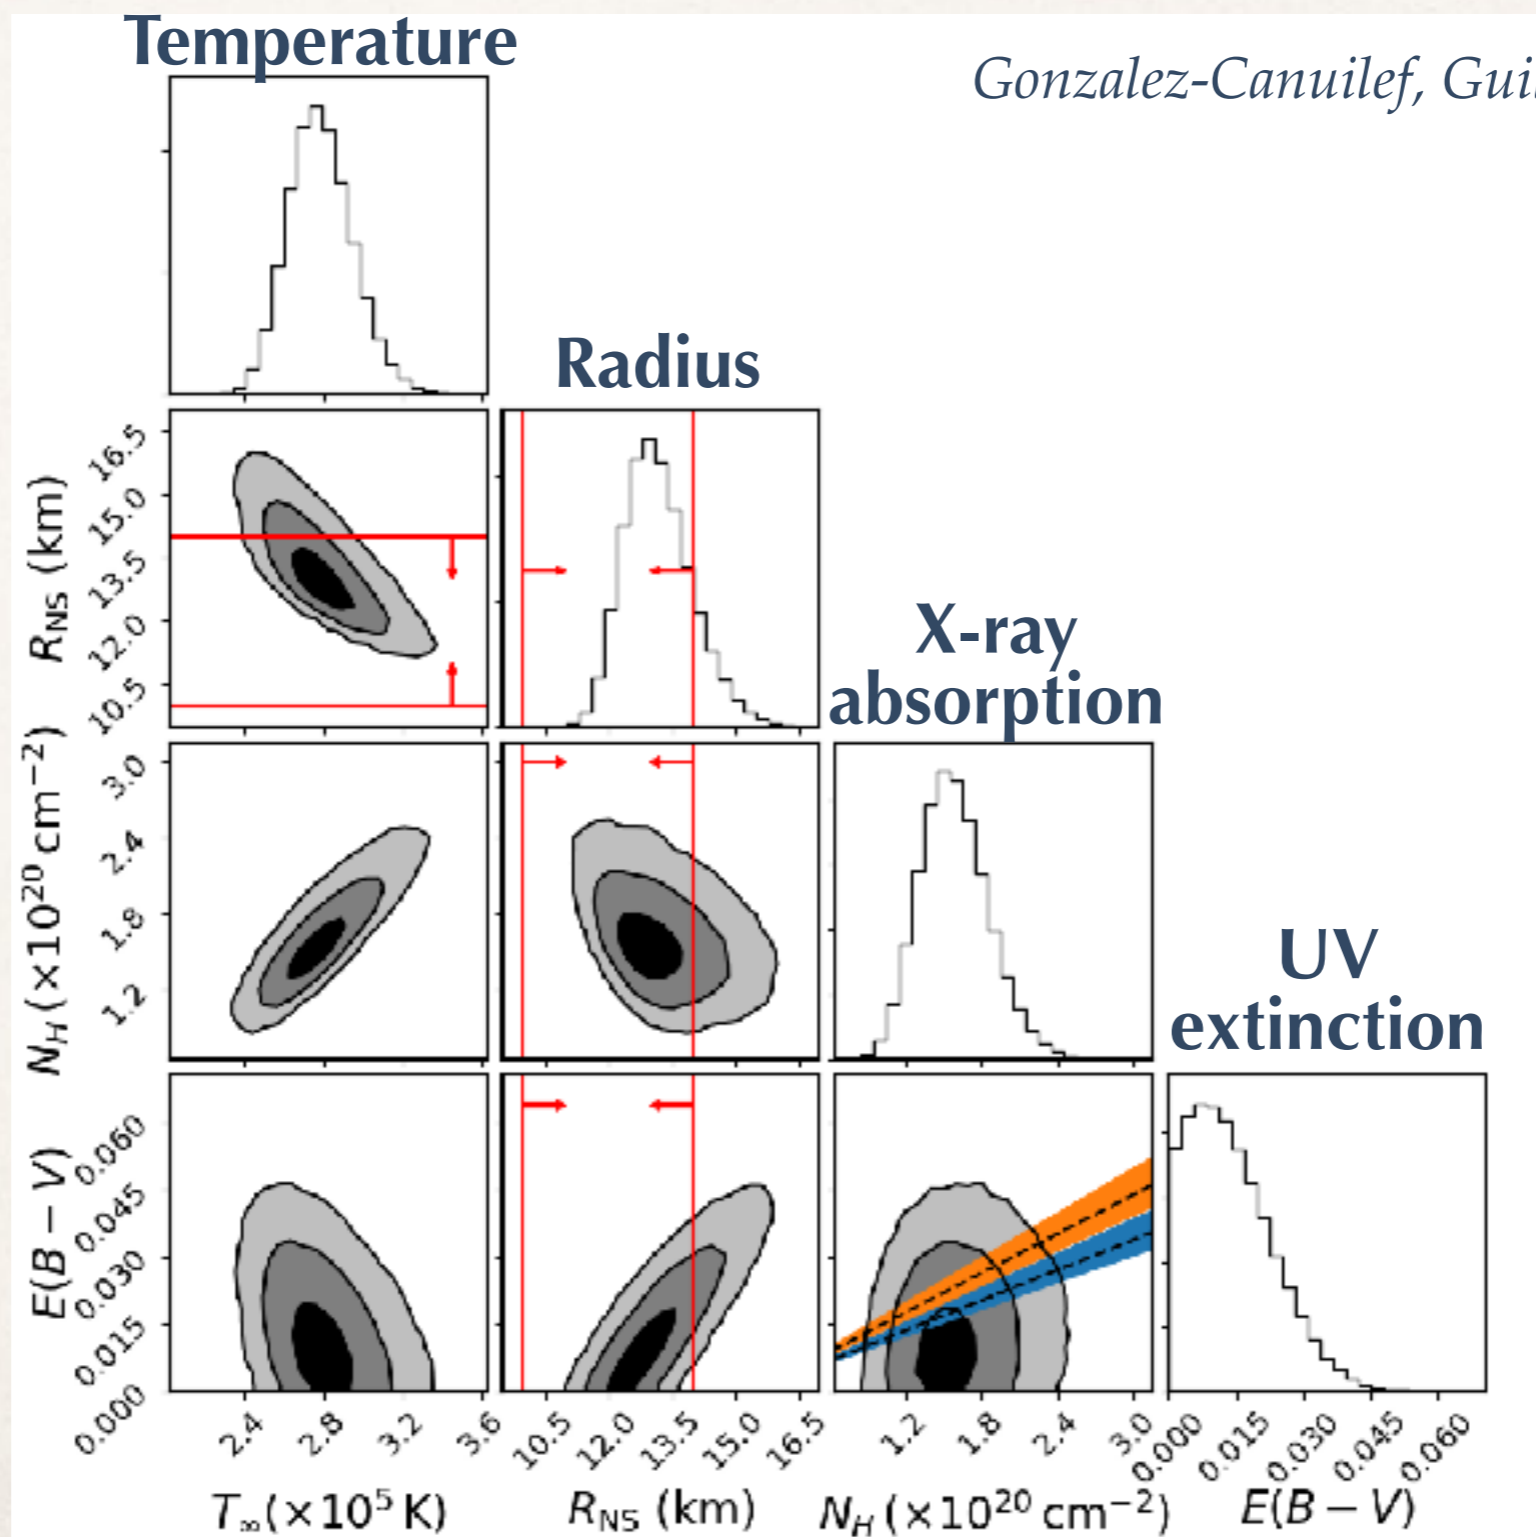 Temperature
Gonzalez-Canuilef, Gui
Radius
16.5
15.0
13.5
12.0
10.5
R_NS (km)
X-ray
absorption
3.0
2.4
1.8
1.2
N_H (×10^20 cm^−2)
UV
extinction
0.060
0.045
0.030
0.015
0.000
E(B − V)
2.4 2.8 3.2 3.6 10.5 12.0 13.5 15.0 16.5 1.2 1.8 2.4 3.0 0.000 0.015 0.030 0.045 0.060
T_∞(×10^5 K) R_NS (km) N_H (×10^20 cm^−2) E(B − V)